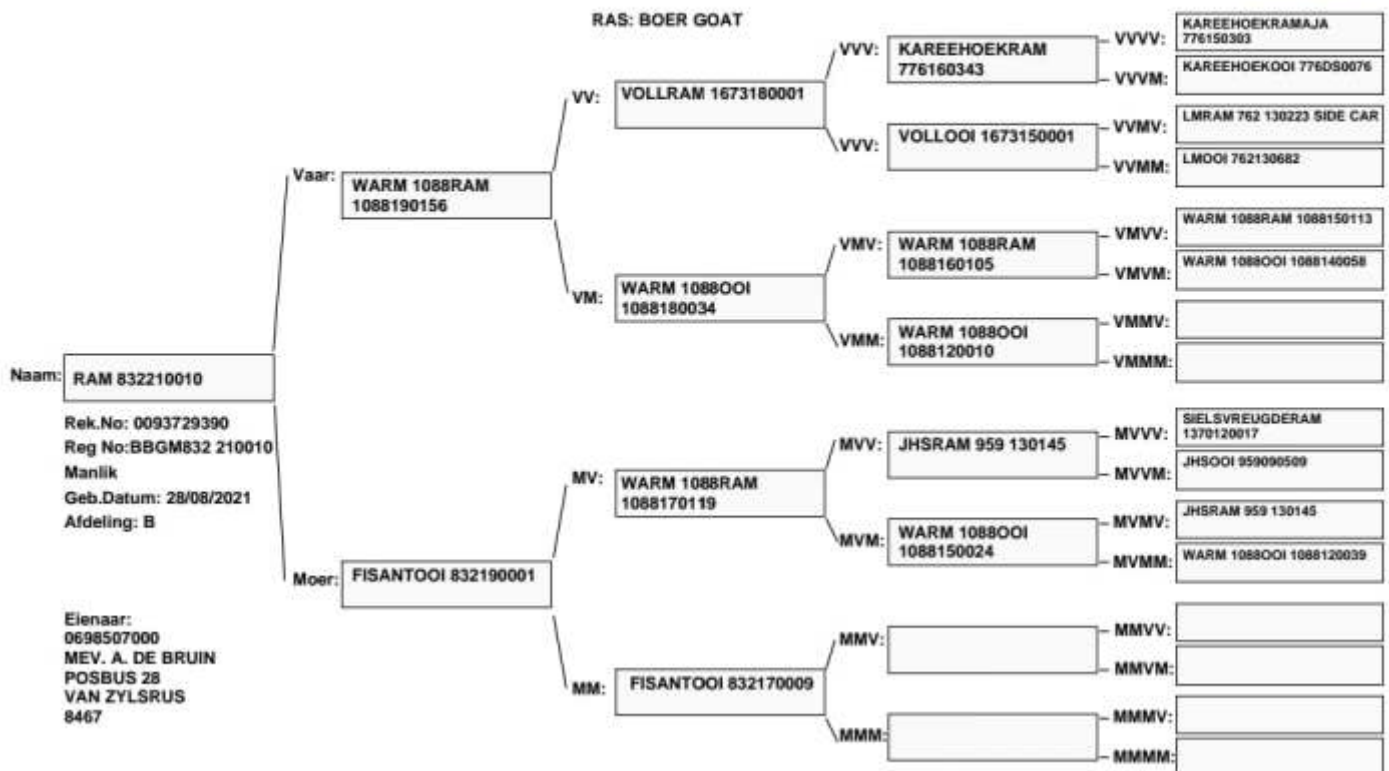 RAS: BOER GOAT
Naam:
RAM 832210010
Rek.No: 0093729390
Reg No:BBGM832 210010
Manlik
Geb.Datum: 28/08/2021
Afdeling: B
Eienaar:
0698507000
MEV. A. DE BRUIN
POSBUS 28
VAN ZYLSRUS
8467
Vaar:
WARM 1088RAM
1088190156
Moer:
FISANTOOI 832190001
VV:
VOLLRAM 1673180001
VM:
WARM 1088OOI
1088180034
MV:
WARM 1088RAM
1088170119
MM:
FISANTOOI 832170009
VVV:
KAREEHOEKRAM
776160343
VVV:
VOLLOOI 1673150001
VMV:
WARM 1088RAM
1088160105
VMM:
WARM 1088OOI
1088120010
MVV:
JHSRAM 959 130145
MVM:
WARM 1088OOI
1088150024
MMV:
MMM:
VVVV:
KAREEHOEKRAMAJA
776150303
VVVM:
KAREEHOEKOOI 776DS0076
VVMV:
LMRAM 762 130223 SIDE CAR
VVMM:
LMOOI 762130682
VMVV:
WARM 1088RAM 1088150113
VMVM:
WARM 1088OOI 1088140058
VMMV:
VMMM:
MVVV:
SIELSVREUGDERAM
1370120017
MVVM:
JHSOOI 959090509
MVMV:
JHSRAM 959 130145
MVMM:
WARM 1088OOI 1088120039
MMVV:
MMVM:
MMMV:
MMMM: